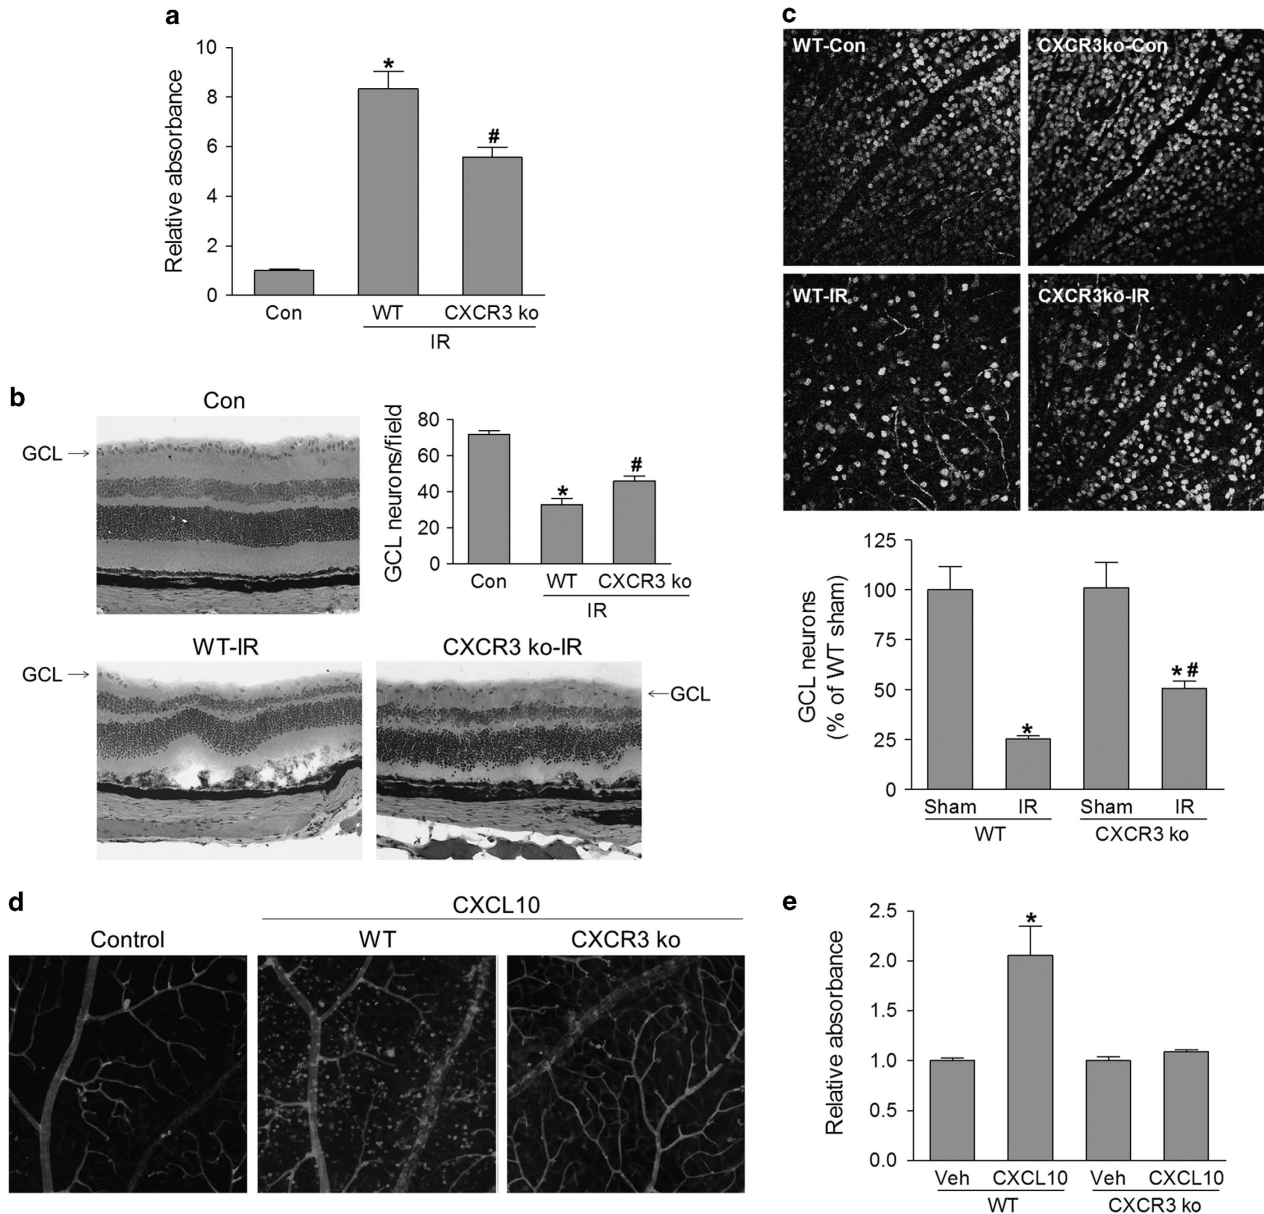 a
Relative absorbance
10
8
6
4
2
0
*
#
Con
WT
CXCR3 ko
IR
b
Con
GCL
GCL neurons/field
80
60
40
20
0
*
#
Con
WT
CXCR3 ko
IR
WT-IR
GCL
CXCR3 ko-IR
GCL
c
WT-Con
CXCR3ko-Con
WT-IR
CXCR3ko-IR
GCL neurons
(% of WT sham)
125
100
75
50
25
0
*
* #
Sham
IR
Sham
IR
WT
CXCR3 ko
d
CXCL10
Control
WT
CXCR3 ko
e
Relative absorbance
2.5
2.0
1.5
1.0
0.5
0.0
*
Veh
CXCL10
Veh
CXCL10
WT
CXCR3 ko